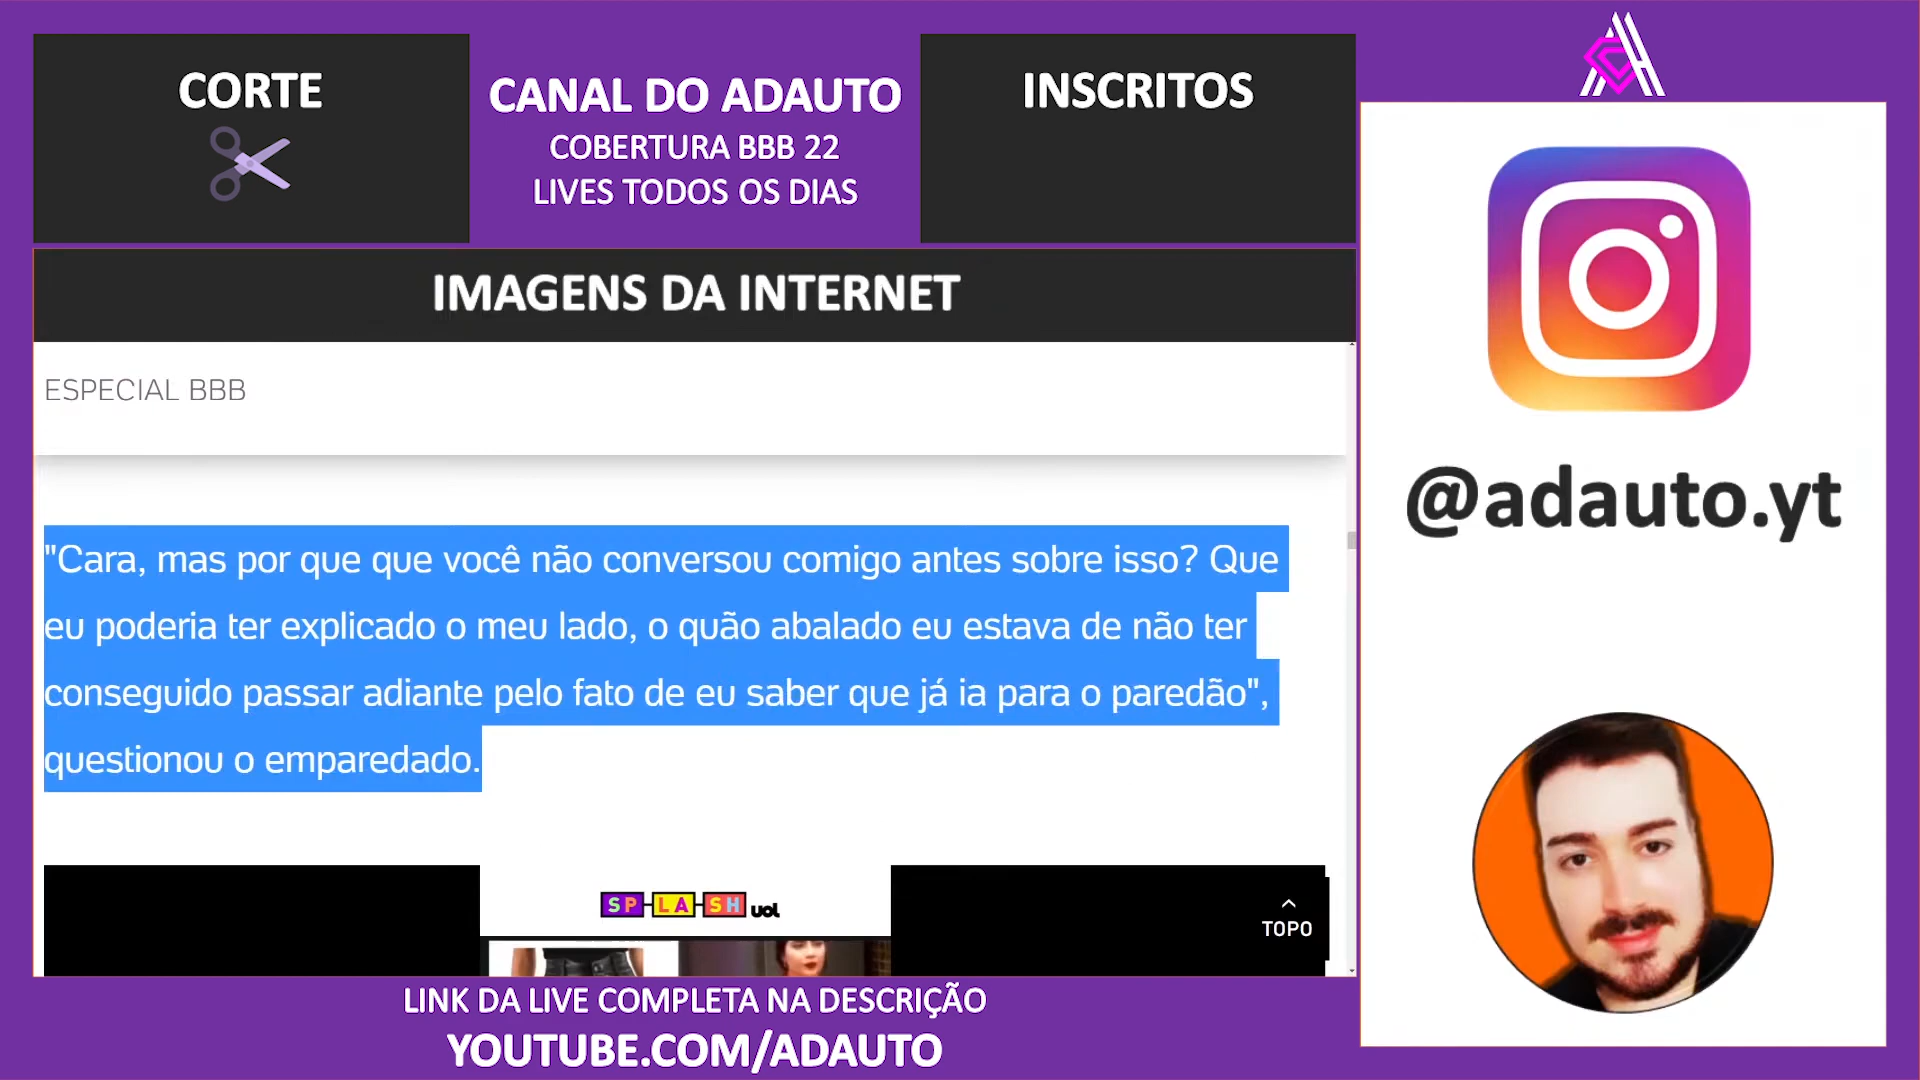 CORTE
CANAL DO ADAUTO
COBERTURA BBB 22
LIVES TODOS OS DIAS
INSCRITOS
IMAGENS DA INTERNET
ESPECIAL BBB
"Cara, mas por que que você não conversou comigo antes sobre isso? Que
eu poderia ter explicado o meu lado, o quão abalado eu estava de não ter
conseguido passar adiante pelo fato de eu saber que já ia para o paredão",
questionou o emparedado.
SPLASH uol
TOPO
LINK DA LIVE COMPLETA NA DESCRIÇÃO
YOUTUBE.COM/ADAUTO
@adauto.yt